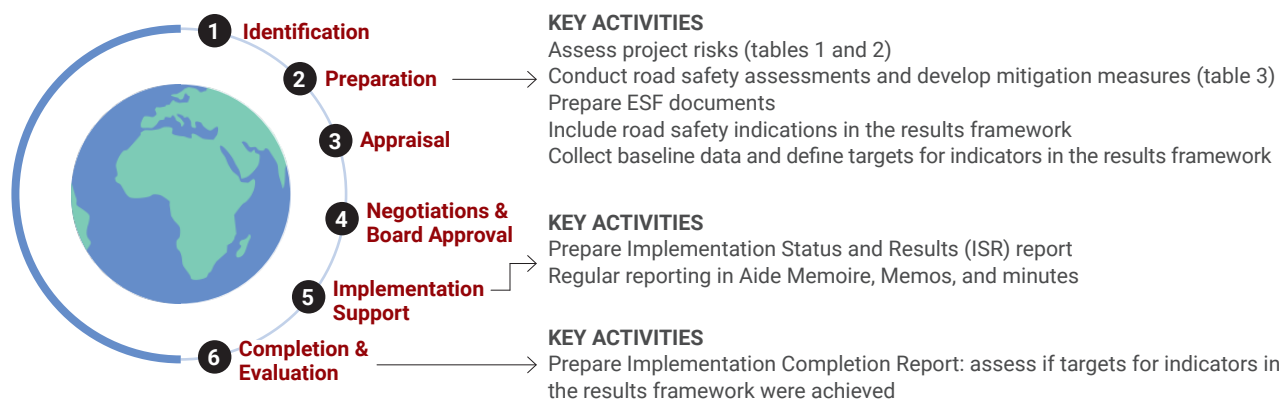 1 Identification
2 Preparation
3 Appraisal
4 Negotiations &
Board Approval
5 Implementation
Support
6 Completion &
Evaluation
KEY ACTIVITIES
Assess project risks (tables 1 and 2)
Conduct road safety assessments and develop mitigation measures (table 3)
Prepare ESF documents
Include road safety indications in the results framework
Collect baseline data and define targets for indicators in the results framework
KEY ACTIVITIES
Prepare Implementation Status and Results (ISR) report
Regular reporting in Aide Memoire, Memos, and minutes
KEY ACTIVITIES
Prepare Implementation Completion Report: assess if targets for indicators in
the results framework were achieved